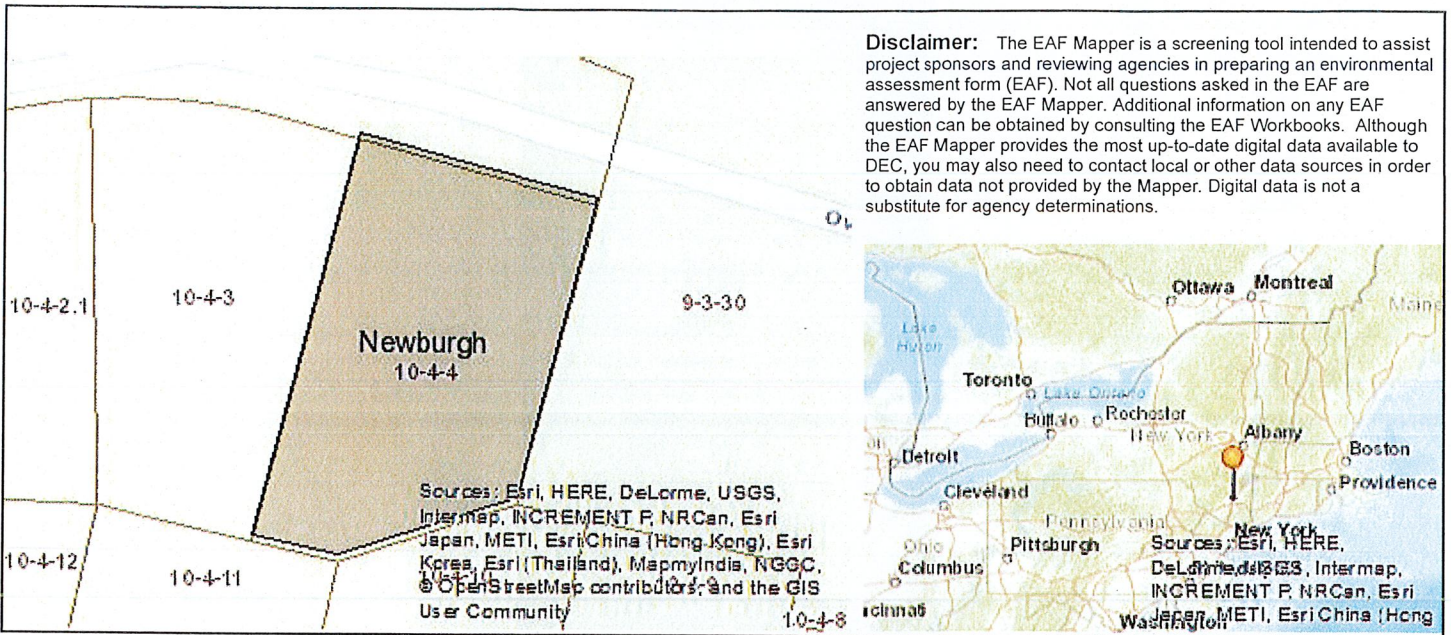 Disclaimer: The EAF Mapper is a screening tool intended to assist
project sponsors and reviewing agencies in preparing an environmental
assessment form (EAF). Not all questions asked in the EAF are
answered by the EAF Mapper. Additional information on any EAF
question can be obtained by consulting the EAF Workbooks. Although
the EAF Mapper provides the most up-to-date digital data available to
DEC, you may also need to contact local or other data sources in order
to obtain data not provided by the Mapper. Digital data is not a
substitute for agency determinations.
10-4-2.1
10-4-3
Newburgh
10-4-4
9-3-30
10-4-12
10-4-11
10-4-8
Sources: Esri, HERE, DeLorme, USGS,
Intermap, INCREMENT P, NRCan, Esri
Japan, METI, Esri China (Hong Kong), Esri
Korea, Esri (Thailand), MapmyIndia, NGCC,
© OpenStreetMap contributors, and the GIS
User Community
Ottawa
Montreal
Maine
Lake
Huron
Toronto
Lake Ontario
Buffalo
Rochester
New York
Albany
Boston
Detroit
Providence
Cleveland
Pennsylvania
New York
Ohio
Pittsburgh
Columbus
cinnati
Washington
Sources: Esri, HERE,
DeLorme, USGS, Intermap,
INCREMENT P, NRCan, Esri
Japan, METI, Esri China (Hong